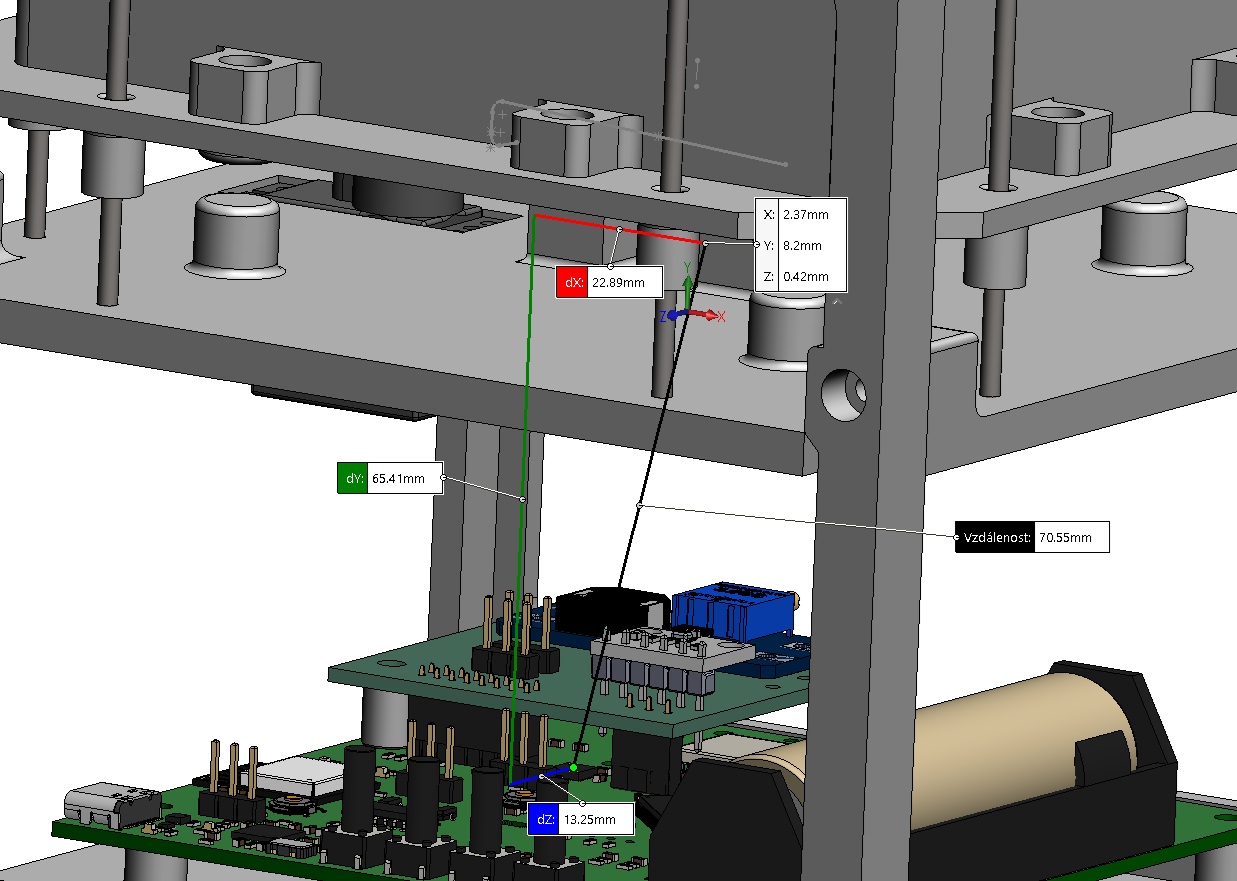 X: 2.37mm
Y: 8.2mm
Z: 0.42mm
dX: 22.89mm
Y
Z
X
dY: 65.41mm
Vzdálenost: 70.55mm
dZ: 13.25mm